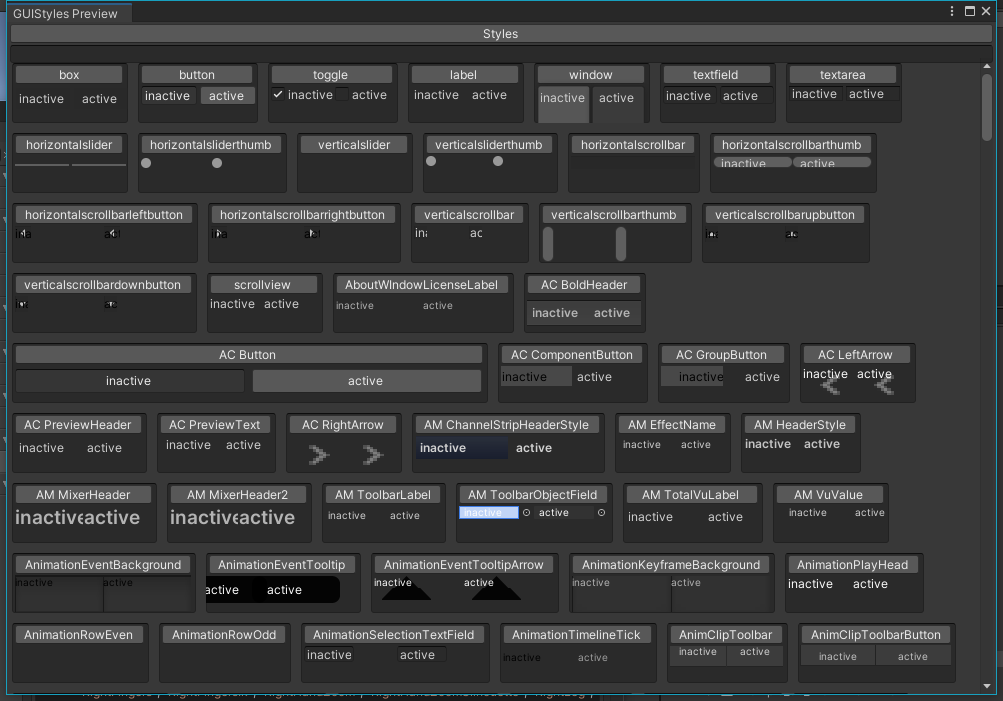 GUIStyles Preview
Styles
box button toggle label window textfield textarea
inactive active inactive active inactive active inactive active inactive active inactive active inactive active
horizontalslider horizontalsliderthumb verticalslider verticalsliderthumb horizontalscrollbar horizontalscrollbarthumb
inactive active
horizontalscrollbarleftbutton horizontalscrollbarrightbutton verticalscrollbar verticalscrollbarthumb verticalscrollbarupbutton
verticalscrollbardownbutton scrollview AboutWIndowLicenseLabel AC BoldHeader
inactive active inactive active inactive active
AC Button AC ComponentButton AC GroupButton AC LeftArrow
inactive active inactive active inactive active inactive active
AC PreviewHeader AC PreviewText AC RightArrow AM ChannelStripHeaderStyle AM EffectName AM HeaderStyle
inactive active inactive active inactive active inactive active inactive active
AM MixerHeader AM MixerHeader2 AM ToolbarLabel AM ToolbarObjectField AM TotalVuLabel AM VuValue
inactive active inactive active inactive active inactive active inactive active inactive active
AnimationEventBackground AnimationEventTooltip AnimationEventTooltipArrow AnimationKeyframeBackground AnimationPlayHead
inactive active active active inactive active inactive active inactive active
AnimationRowEven AnimationRowOdd AnimationSelectionTextField AnimationTimelineTick AnimClipToolbar AnimClipToolbarButton
inactive active inactive active inactive active inactive active